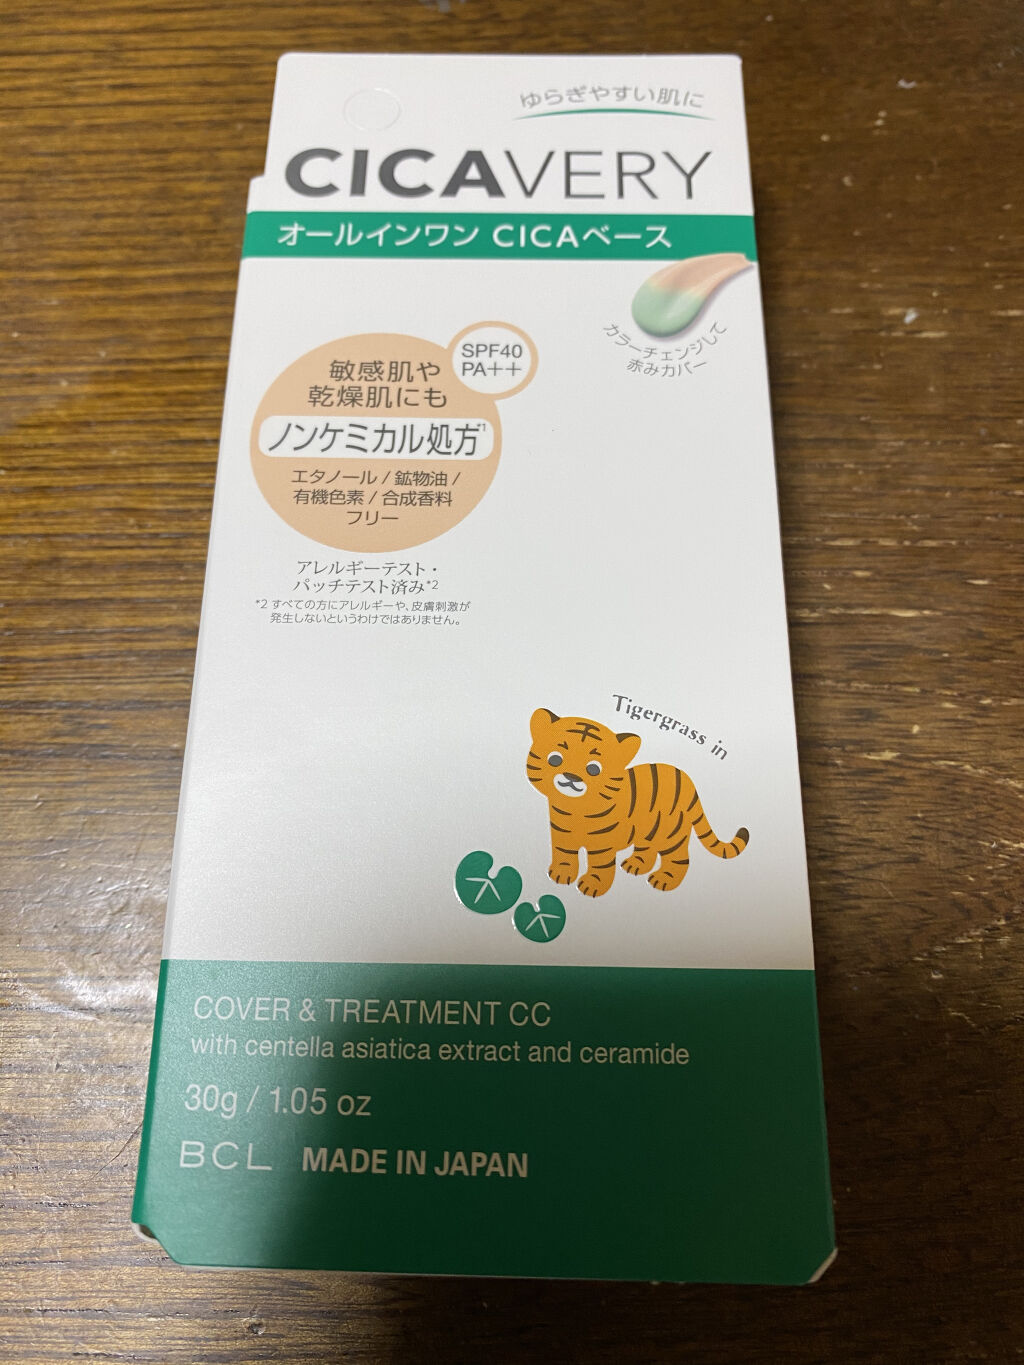 ゆらぎやすい肌に
CICAVERY
オールインワン CICAベース
カラーチェンジして
赤みカバー
SPF40
PA++
敏感肌や
乾燥肌にも
ノンケミカル処方*1
エタノール / 鉱物油 /
有機色素 / 合成香料
フリー
アレルギーテスト・
パッチテスト済み*2
*2 すべての方にアレルギーや、皮膚刺激が
発生しないというわけではありません。
Tigergrass in
COVER & TREATMENT CC
with centella asiatica extract and ceramide
30g / 1.05 oz
BCL MADE IN JAPAN